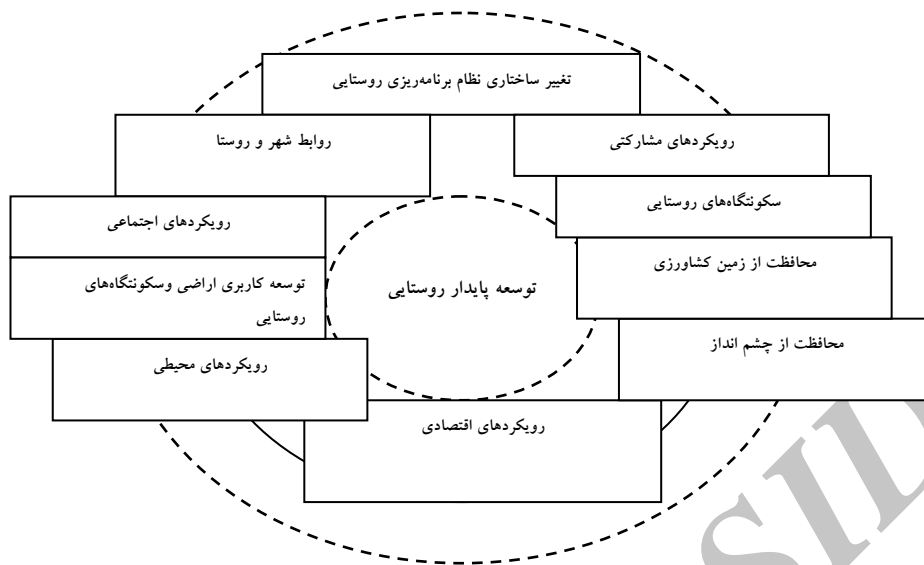 تغییر ساختاری نظام برنامه‌ریزی روستایی
رویکردهای مشارکتی
روابط شهر و روستا
سکونتگاه‌های روستایی
رویکردهای اجتماعی
محافظت از زمین کشاورزی
توسعه پایدار روستایی
توسعه کاربری اراضی وسکونتگاه‌های
روستایی
محافظت از چشم انداز
رویکردهای محیطی
رویکردهای اقتصادی
SID